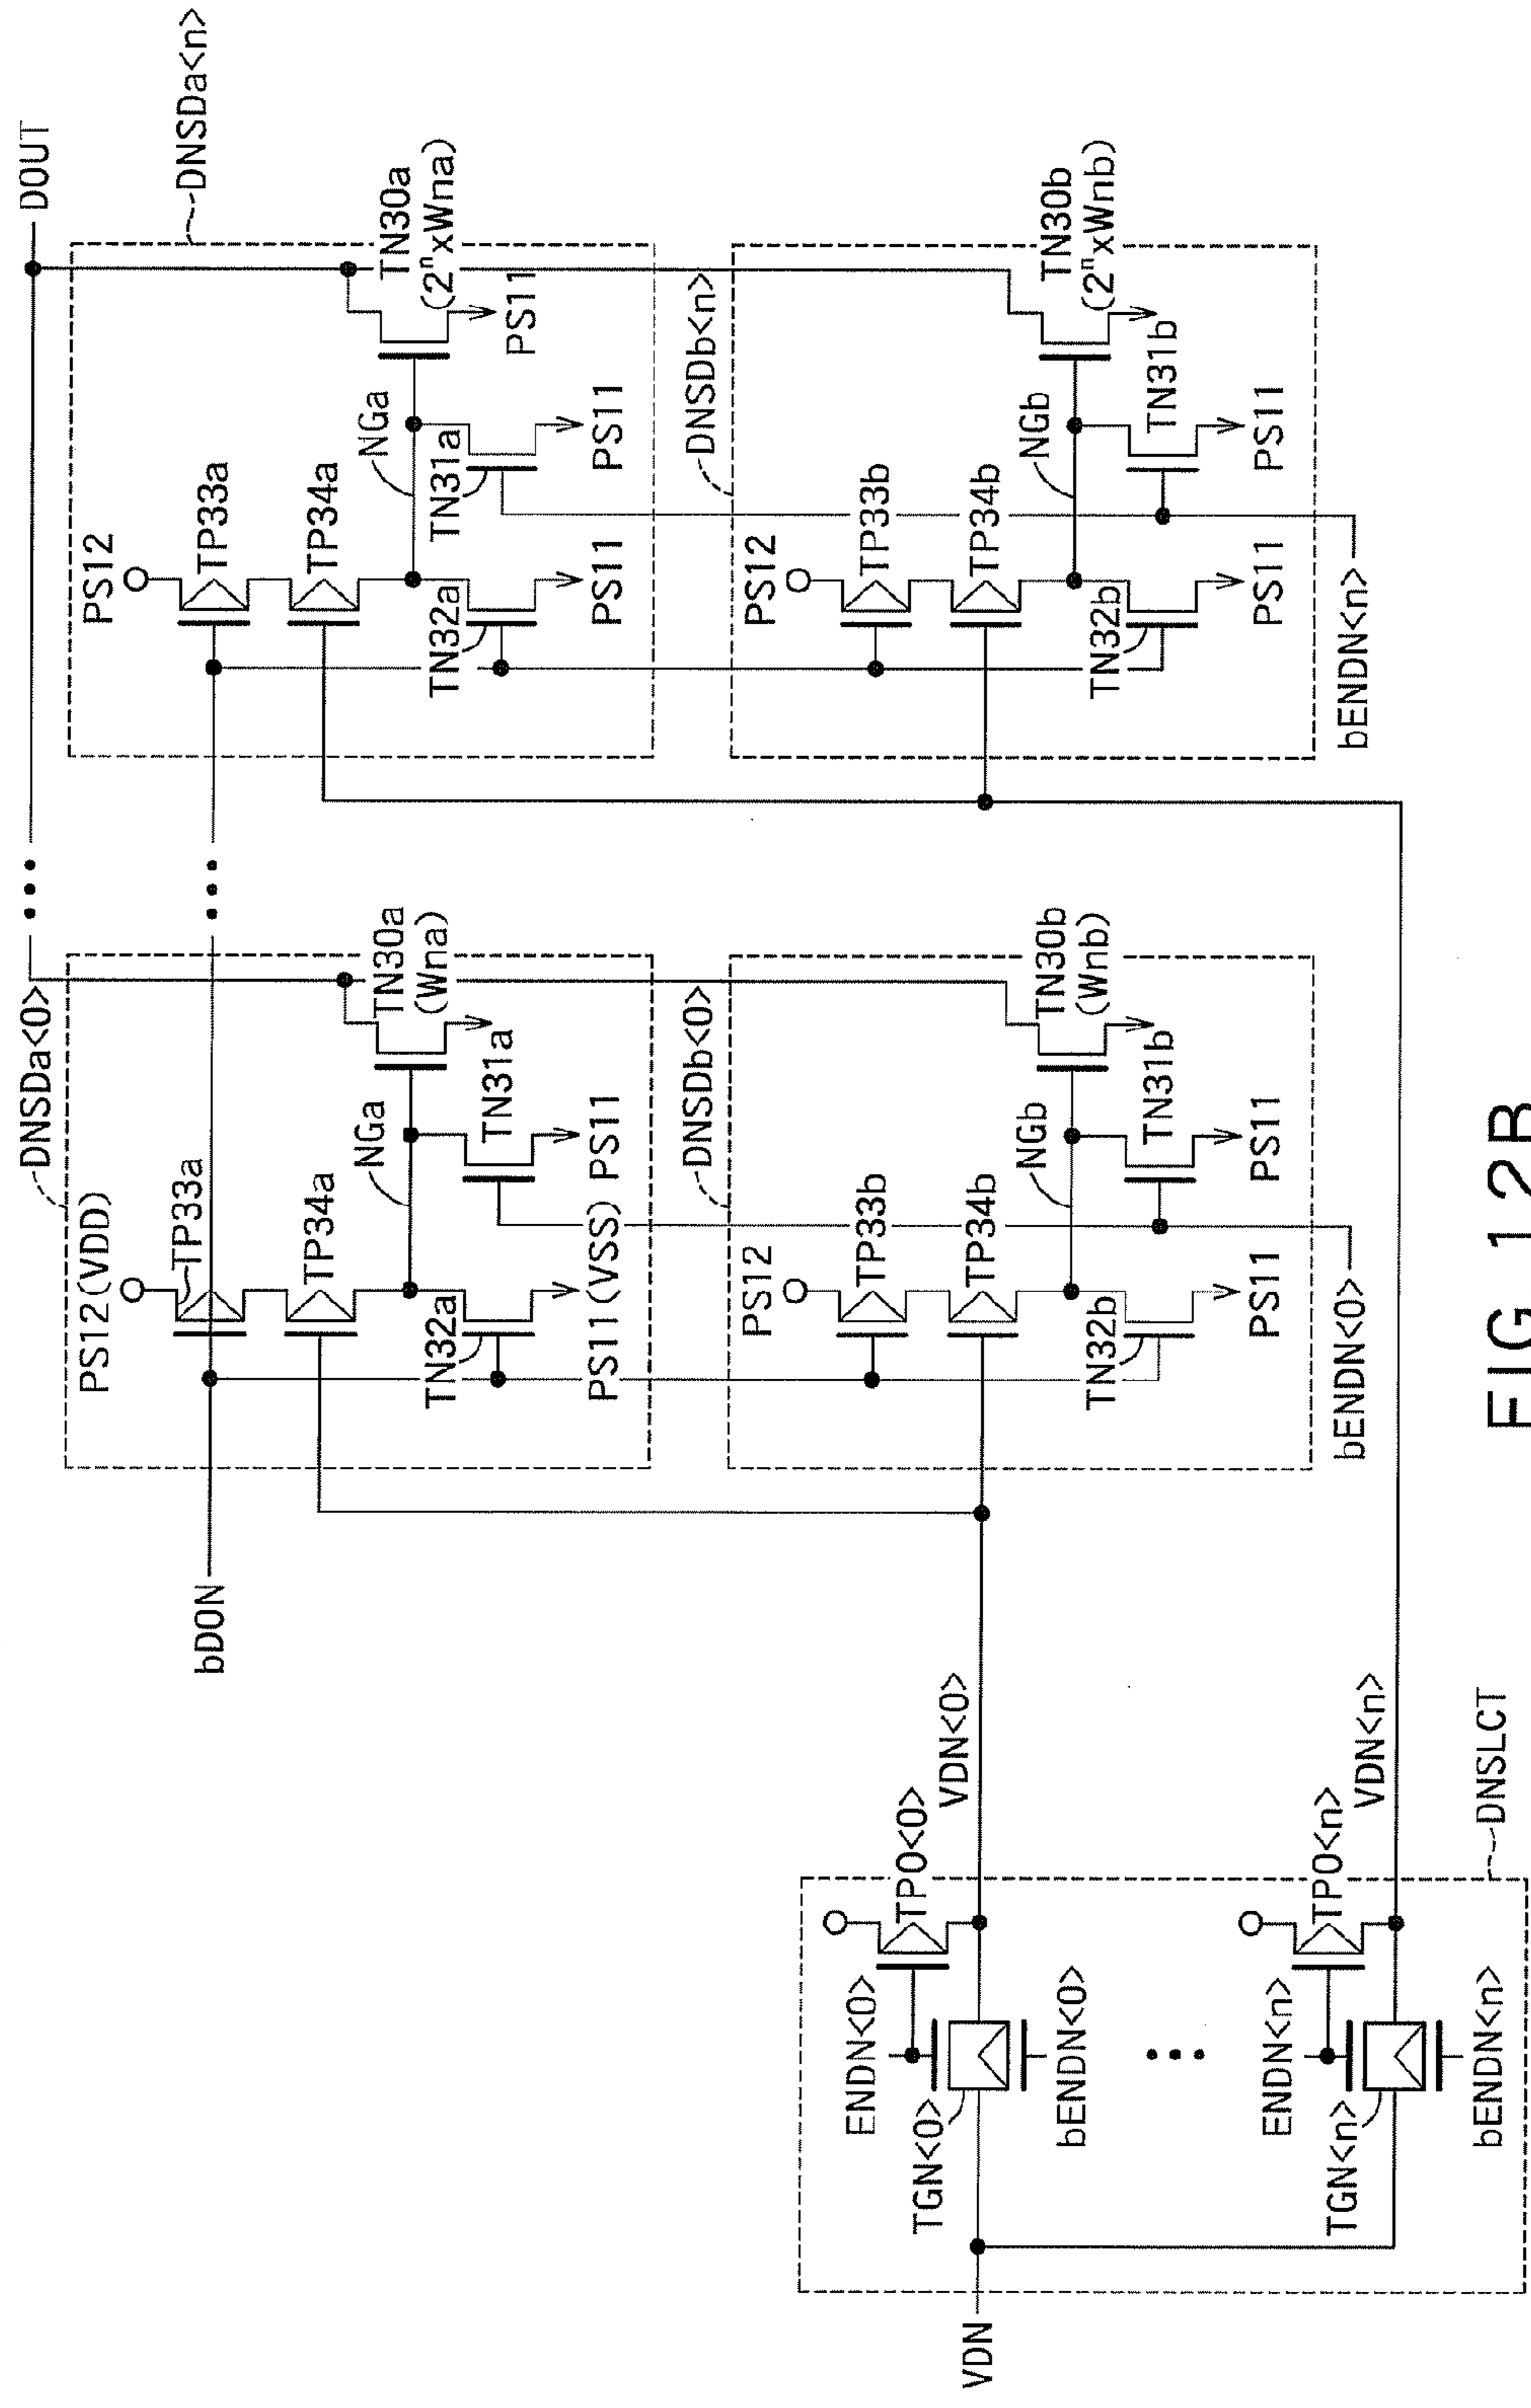 DOUT
DNSDa<0>
DNSDa<n>
PS12(VDD)
TP33a
TP34a
NGa
TN30a
(Wna)
TN31a
TN32a
PS11(VSS)
PS11
PS12
TP33a
TP34a
NGa
TN30a
(2ⁿxWna)
PS11
TN31a
TN32a
PS11
PS11
bDON
DNSDb<0>
PS12
TP33b
TP34b
NGb
TN30b
(Wnb)
TN31b
TN32b
PS11
PS11
bENDN<0>
DNSDb<n>
PS12
TP33b
TP34b
NGb
TN30b
(2ⁿxWnb)
TN31b
TN32b
PS11
PS11
bENDN<n>
VDN
ENDN<0>
TP0<0>
VDN<0>
TGN<0>
bENDN<0>
ENDN<n>
TP0<n>
VDN<n>
TGN<n>
bENDN<n>
DNSLCT
FIG.12B